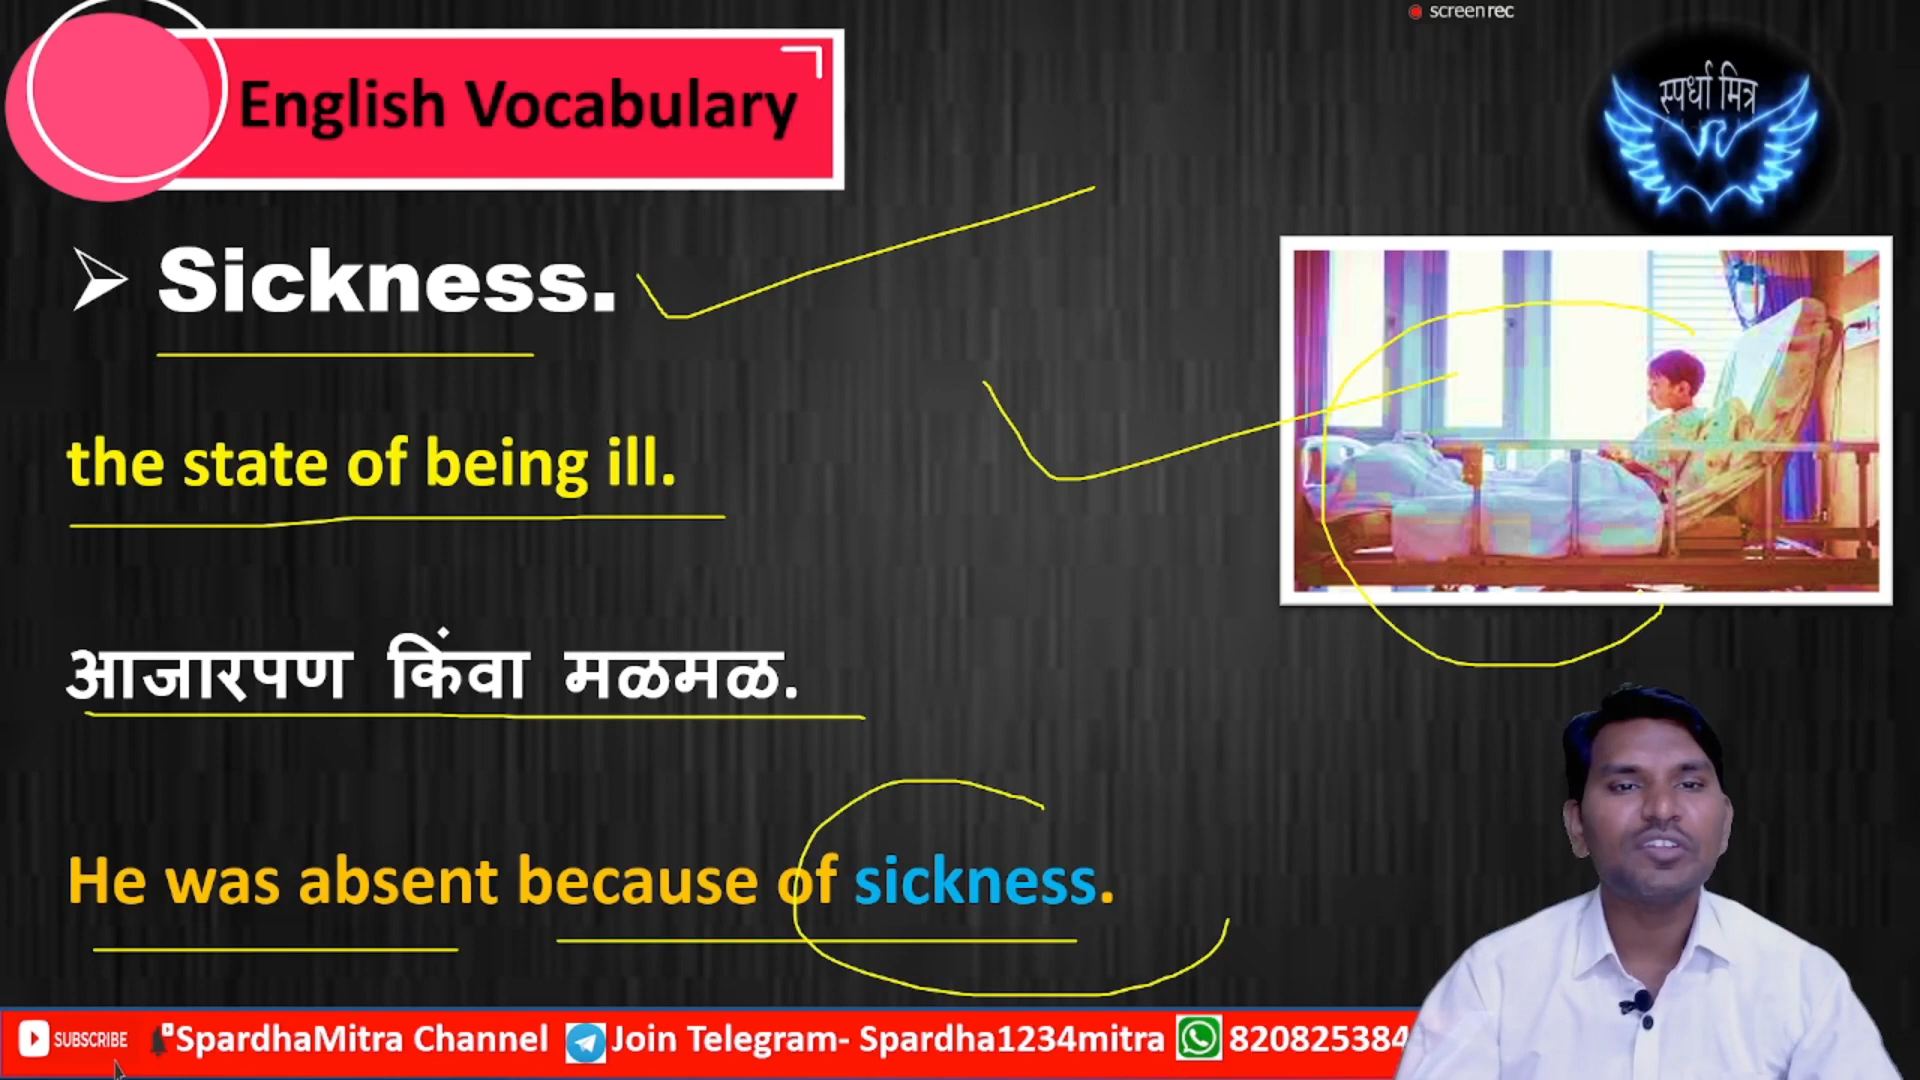 screenrec
English Vocabulary
स्पर्धा मित्र
Sickness.
the state of being ill.
आजारपण किंवा मळमळ.
He was absent because of sickness.
SUBSCRIBE SpardhaMitra Channel Join Telegram- Spardha1234mitra 820825384